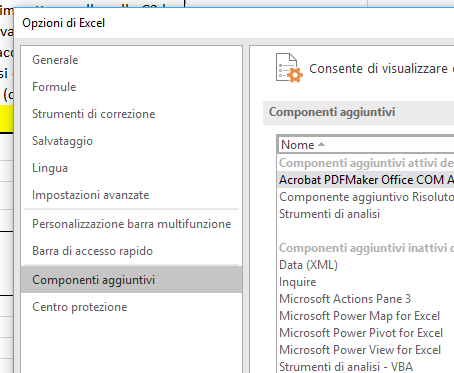 Opzioni di Excel
Generale
Formule
Strumenti di correzione
Salvataggio
Lingua
Impostazioni avanzate
Personalizzazione barra multifunzione
Barra di accesso rapido
Componenti aggiuntivi
Centro protezione
Consente di visualizzare
Componenti aggiuntivi
Nome
Componenti aggiuntivi attivi de
Acrobat PDFMaker Office COM A
Componente aggiuntivo Risoluto
Strumenti di analisi
Componenti aggiuntivi inattivi d
Data (XML)
Inquire
Microsoft Actions Pane 3
Microsoft Power Map for Excel
Microsoft Power Pivot for Excel
Microsoft Power View for Excel
Strumenti di analisi - VBA